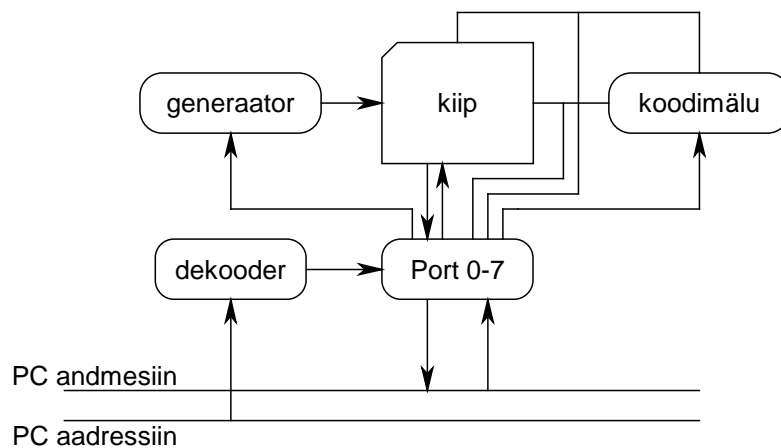 generaator
kiip
koodimälu
dekooder
Port 0-7
PC andmesiin
PC aadressiin